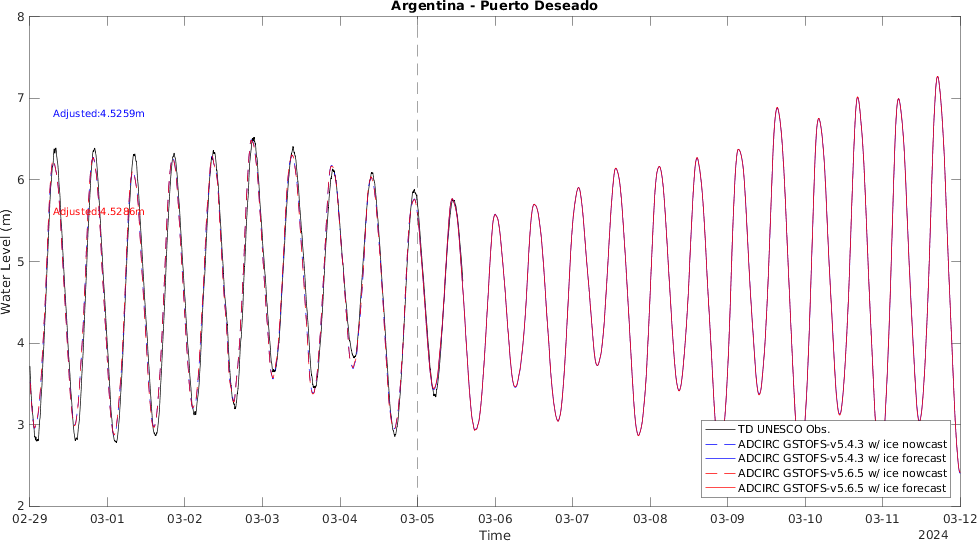 Argentina - Puerto Deseado
8
7
6
5
4
3
2
Water Level (m)
Adjusted:4.5259m
Adjusted:4.5286m
TD UNESCO Obs.
ADCIRC GSTOFS-v5.4.3 w/ ice nowcast
ADCIRC GSTOFS-v5.4.3 w/ ice forecast
ADCIRC GSTOFS-v5.6.5 w/ ice nowcast
ADCIRC GSTOFS-v5.6.5 w/ ice forecast
02-29 03-01 03-02 03-03 03-04 03-05 03-06 03-07 03-08 03-09 03-10 03-11 03-12
Time
2024